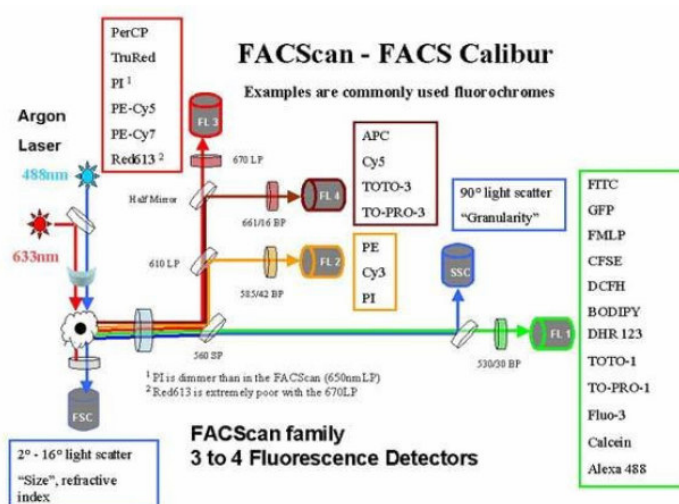 FACScan - FACS Calibur
Examples are commonly used fluorochromes
Argon
Laser
488nm
633nm
PerCP
TruRed
PI 1
PE-Cy5
PE-Cy7
Red613 2
FL 3
670 LP
Half Mirror
661/16 BP
FL 4
APC
Cy5
TOTO-3
TO-PRO-3
610 LP
585/42 BP
FL 2
PE
Cy3
PI
90° light scatter
"Granularity"
SSC
560 SP
530/30 BP
FL 1
FITC
GFP
FMLP
CFSE
DCFH
BODIPY
DHR 123
TOTO-1
TO-PRO-1
Fluo-3
Calcein
Alexa 488
FSC
1 PI is dimmer than in the FACScan (650nmLP)
2 Red613 is extremely poor with the 670LP
2° - 16° light scatter
"Size", refractive
index
FACScan family
3 to 4 Fluorescence Detectors